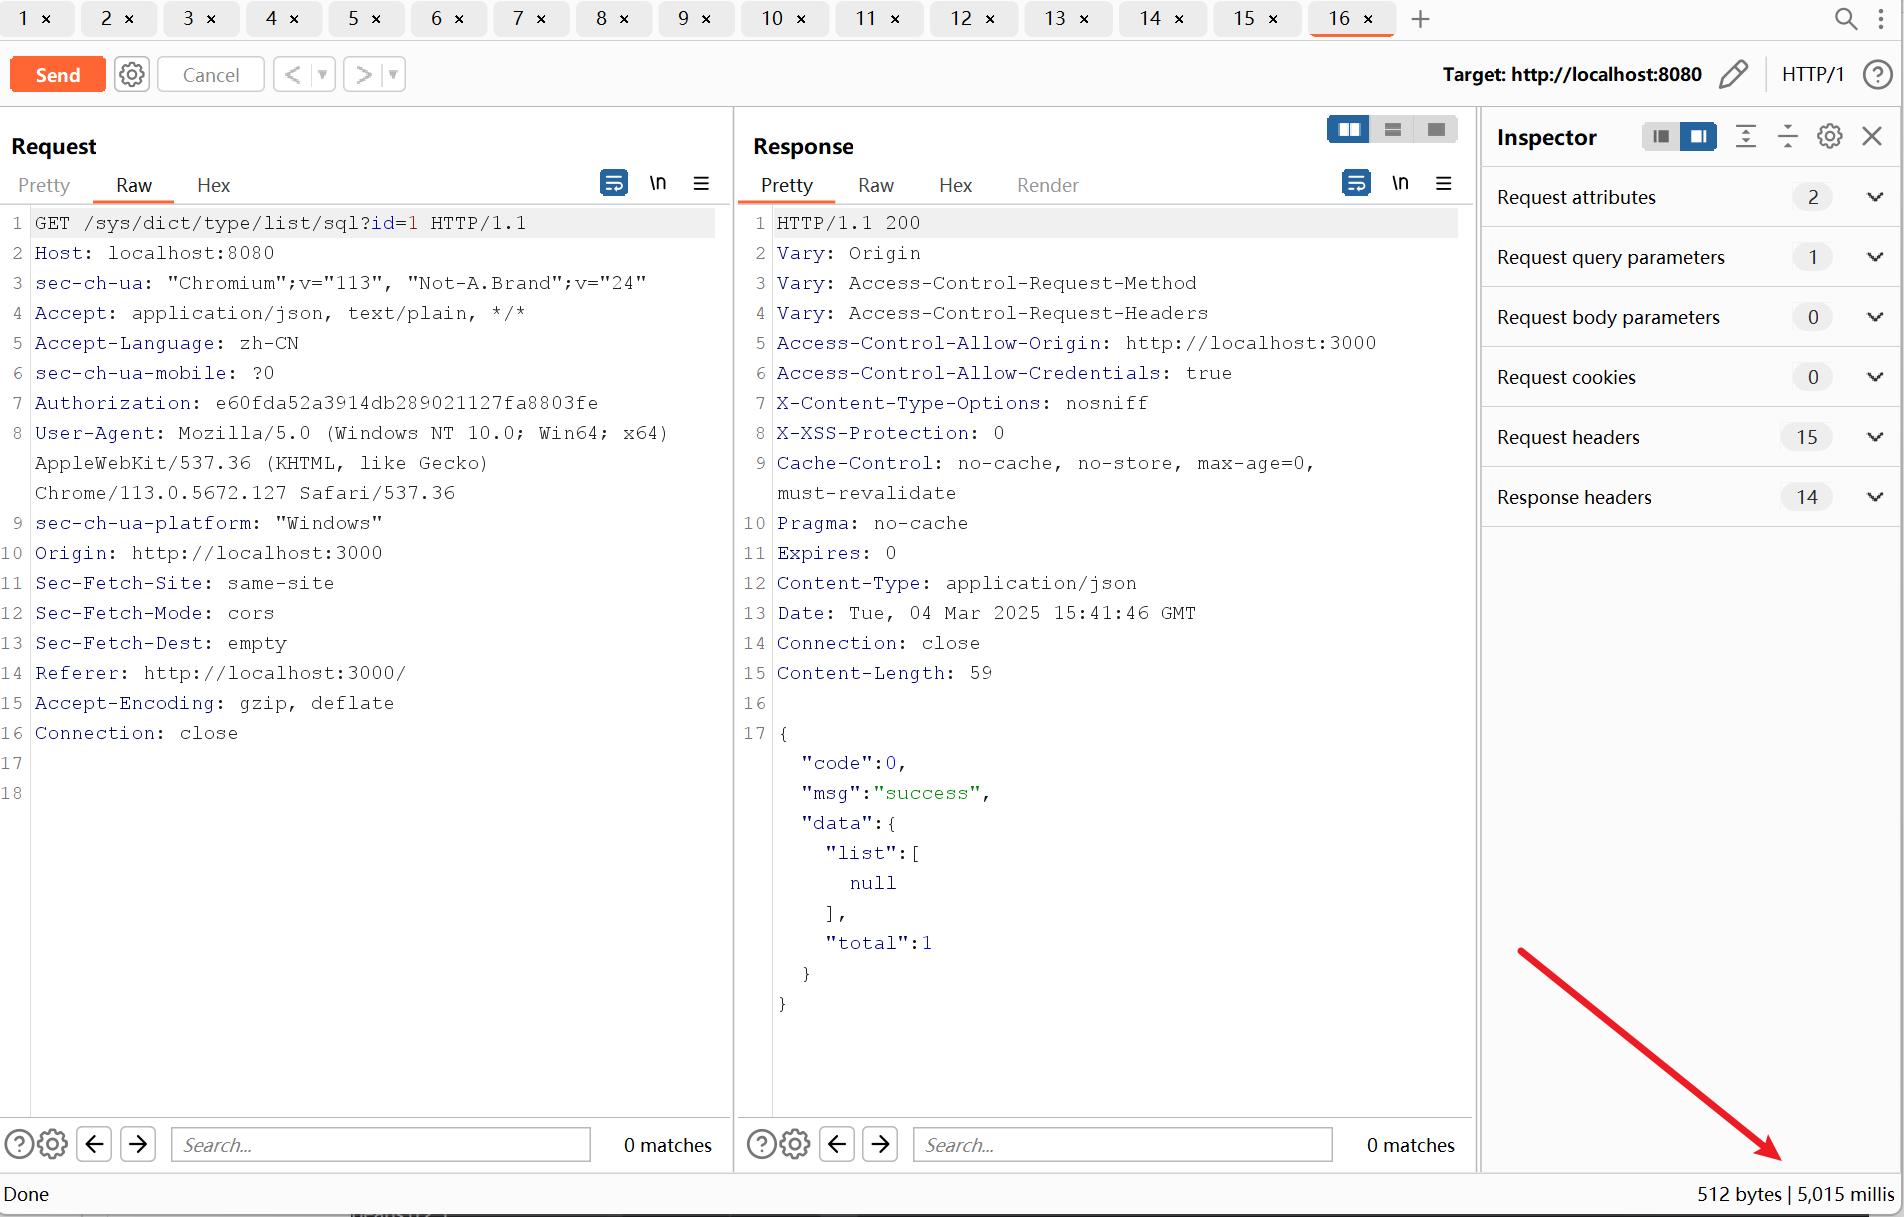 1 × 2 × 3 × 4 × 5 × 6 × 7 × 8 × 9 × 10 × 11 × 12 × 13 × 14 × 15 × 16 × +
Send Cancel < > Target: http://localhost:8080 HTTP/1 ?
Request
Pretty Raw Hex \n
1 GET /sys/dict/type/list/sql?id=1 HTTP/1.1
2 Host: localhost:8080
3 sec-ch-ua: "Chromium";v="113", "Not-A.Brand";v="24"
4 Accept: application/json, text/plain, */*
5 Accept-Language: zh-CN
6 sec-ch-ua-mobile: ?0
7 Authorization: e60fda52a3914db289021127fa8803fe
8 User-Agent: Mozilla/5.0 (Windows NT 10.0; Win64; x64)
AppleWebKit/537.36 (KHTML, like Gecko)
Chrome/113.0.5672.127 Safari/537.36
9 sec-ch-ua-platform: "Windows"
10 Origin: http://localhost:3000
11 Sec-Fetch-Site: same-site
12 Sec-Fetch-Mode: cors
13 Sec-Fetch-Dest: empty
14 Referer: http://localhost:3000/
15 Accept-Encoding: gzip, deflate
16 Connection: close
17
18
? Search... 0 matches
Response
Pretty Raw Hex Render \n
1 HTTP/1.1 200
2 Vary: Origin
3 Vary: Access-Control-Request-Method
4 Vary: Access-Control-Request-Headers
5 Access-Control-Allow-Origin: http://localhost:3000
6 Access-Control-Allow-Credentials: true
7 X-Content-Type-Options: nosniff
8 X-XSS-Protection: 0
9 Cache-Control: no-cache, no-store, max-age=0,
must-revalidate
10 Pragma: no-cache
11 Expires: 0
12 Content-Type: application/json
13 Date: Tue, 04 Mar 2025 15:41:46 GMT
14 Connection: close
15 Content-Length: 59
16
17 {
"code":0,
"msg":"success",
"data":{
"list":[
null
],
"total":1
}
}
? Search... 0 matches
Inspector
Request attributes 2
Request query parameters 1
Request body parameters 0
Request cookies 0
Request headers 15
Response headers 14
Done
512 bytes | 5,015 millis